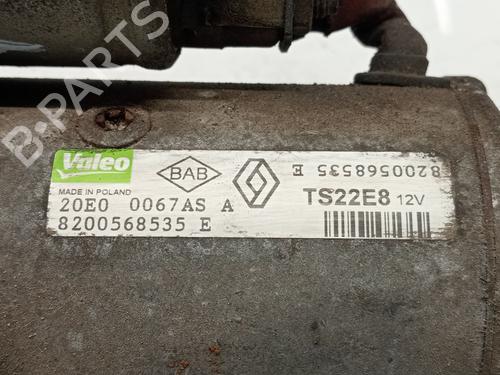 B-PARTS
Valeo
BAB
8200568535 E
MADE IN POLAND
TS22E8 12V
20E0 0067AS A
8200568535 E